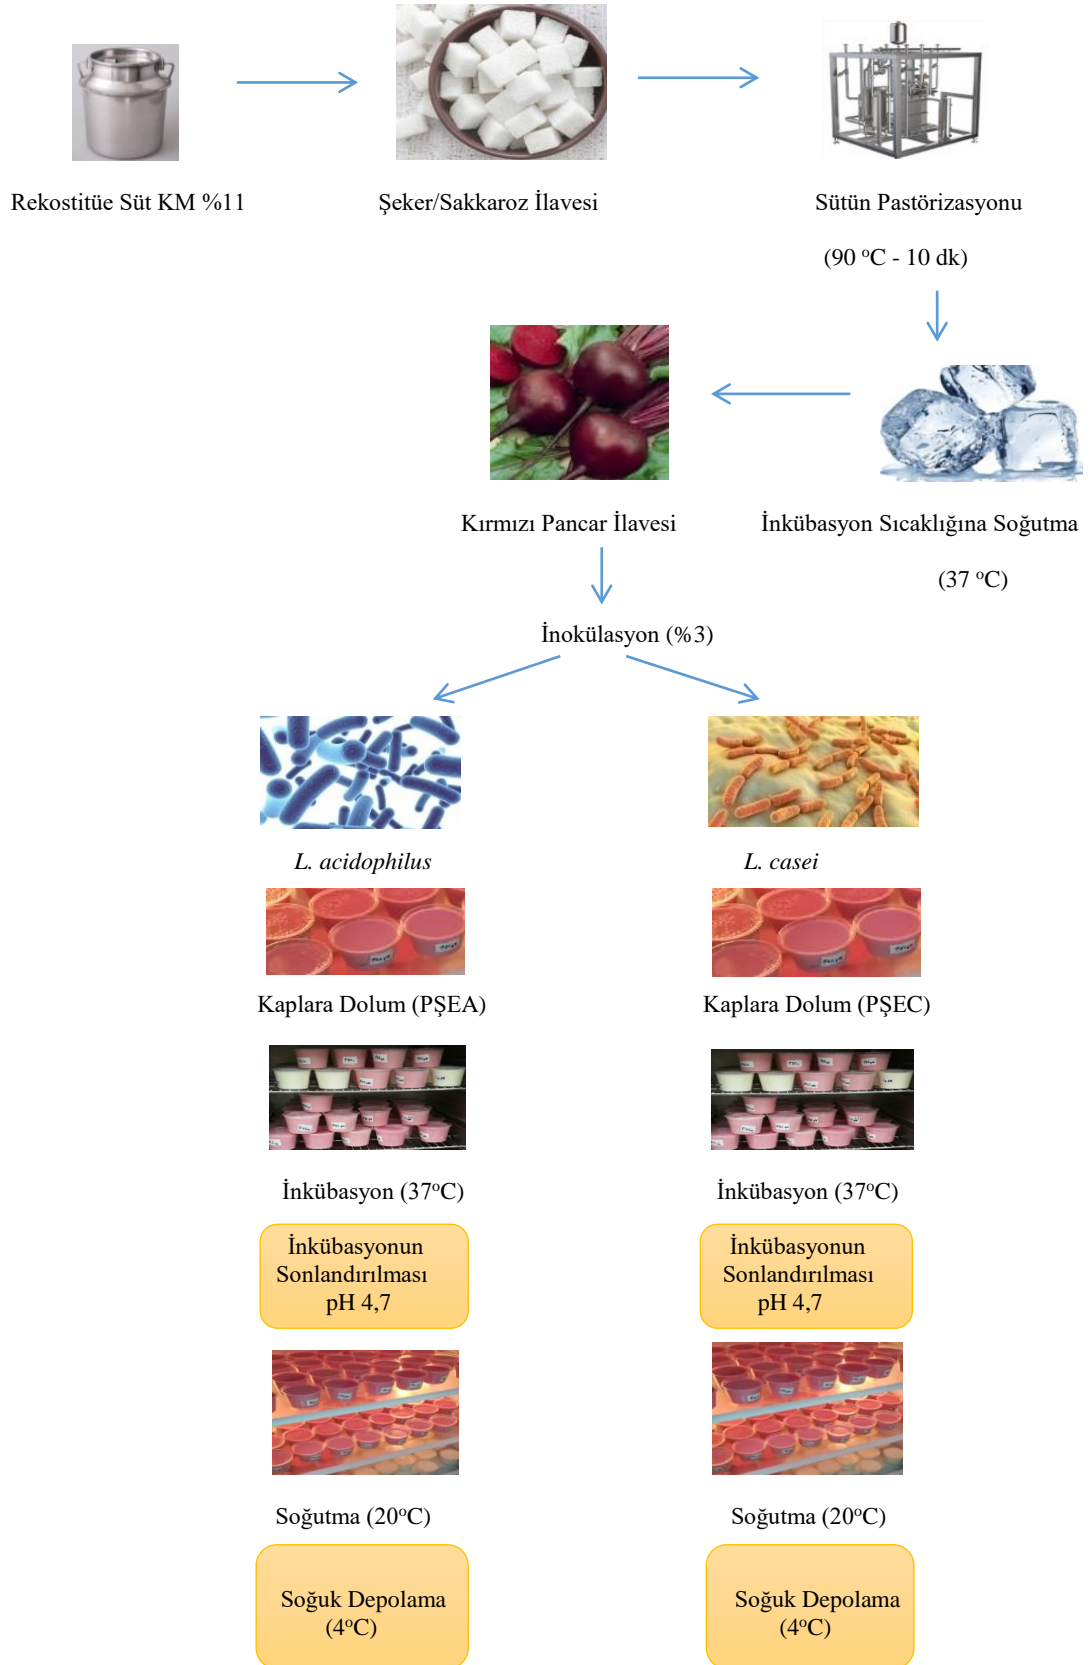 Rekostitüe Süt KM %11
Şeker/Sakkaroz İlavesi
Sütün Pastörizasyonu
(90 °C - 10 dk)
Kırmızı Pancar İlavesi
İnkübasyon Sıcaklığına Soğutma
(37 °C)
İnokülasyon (%3)
L. acidophilus
L. casei
Kaplara Dolum (PŞEA)
Kaplara Dolum (PŞEC)
İnkübasyon (37°C)
İnkübasyon (37°C)
İnkübasyonun
Sonlandırılması
pH 4,7
İnkübasyonun
Sonlandırılması
pH 4,7
Soğutma (20°C)
Soğutma (20°C)
Soğuk Depolama
(4°C)
Soğuk Depolama
(4°C)